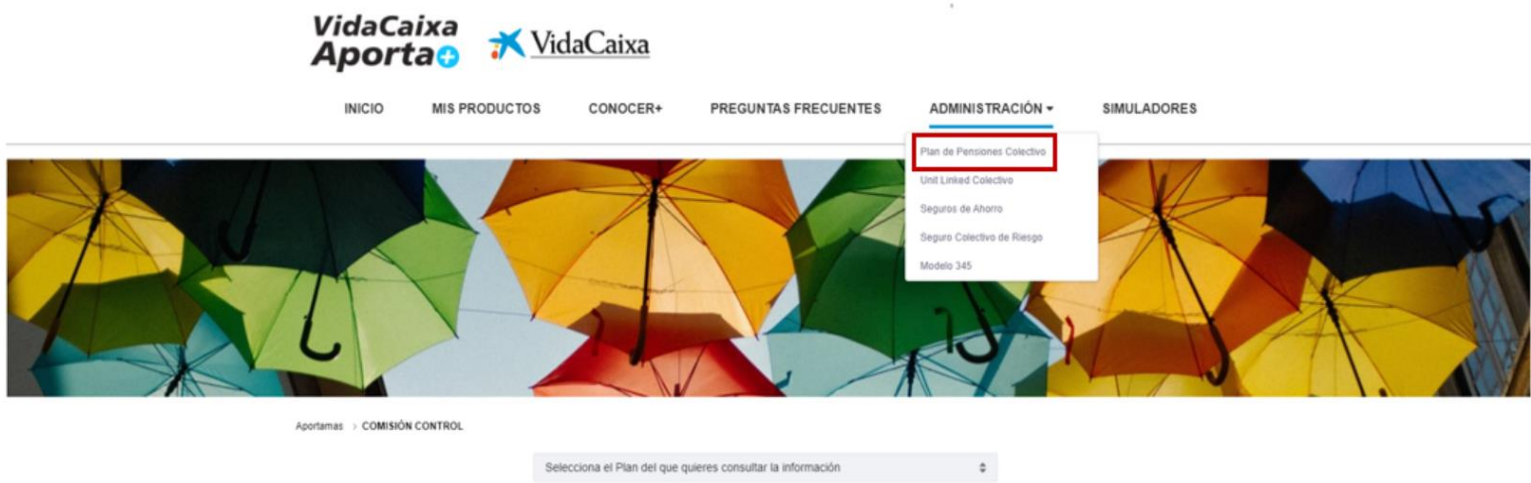 VidaCaixa
Aporta+
VidaCaixa
INICIO MIS PRODUCTOS CONOCER+ PREGUNTAS FRECUENTES ADMINISTRACIÓN SIMULADORES
Plan de Pensiones Colectivo
Unit Linked Colectivo
Seguros de Ahorro
Seguro Colectivo de Riesgo
Modelo 345
Aportamas > COMISIÓN CONTROL
Selecciona el Plan del que quieres consultar la información